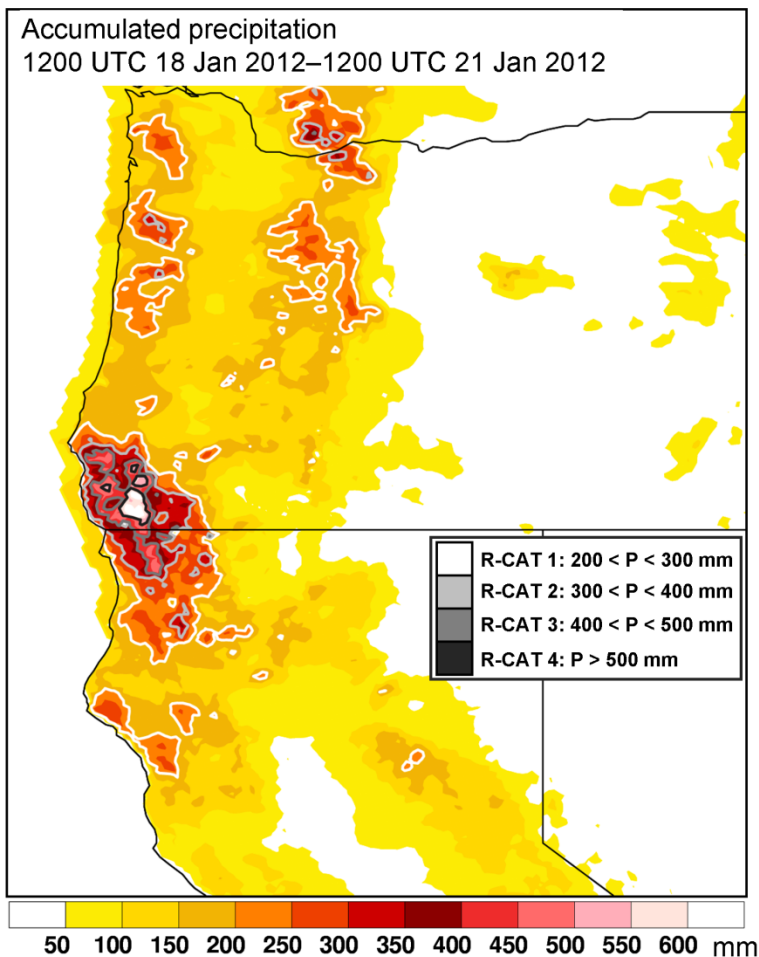 Accumulated precipitation
1200 UTC 18 Jan 2012–1200 UTC 21 Jan 2012
R-CAT 1: 200 < P < 300 mm
R-CAT 2: 300 < P < 400 mm
R-CAT 3: 400 < P < 500 mm
R-CAT 4: P > 500 mm
50 100 150 200 250 300 350 400 450 500 550 600 mm